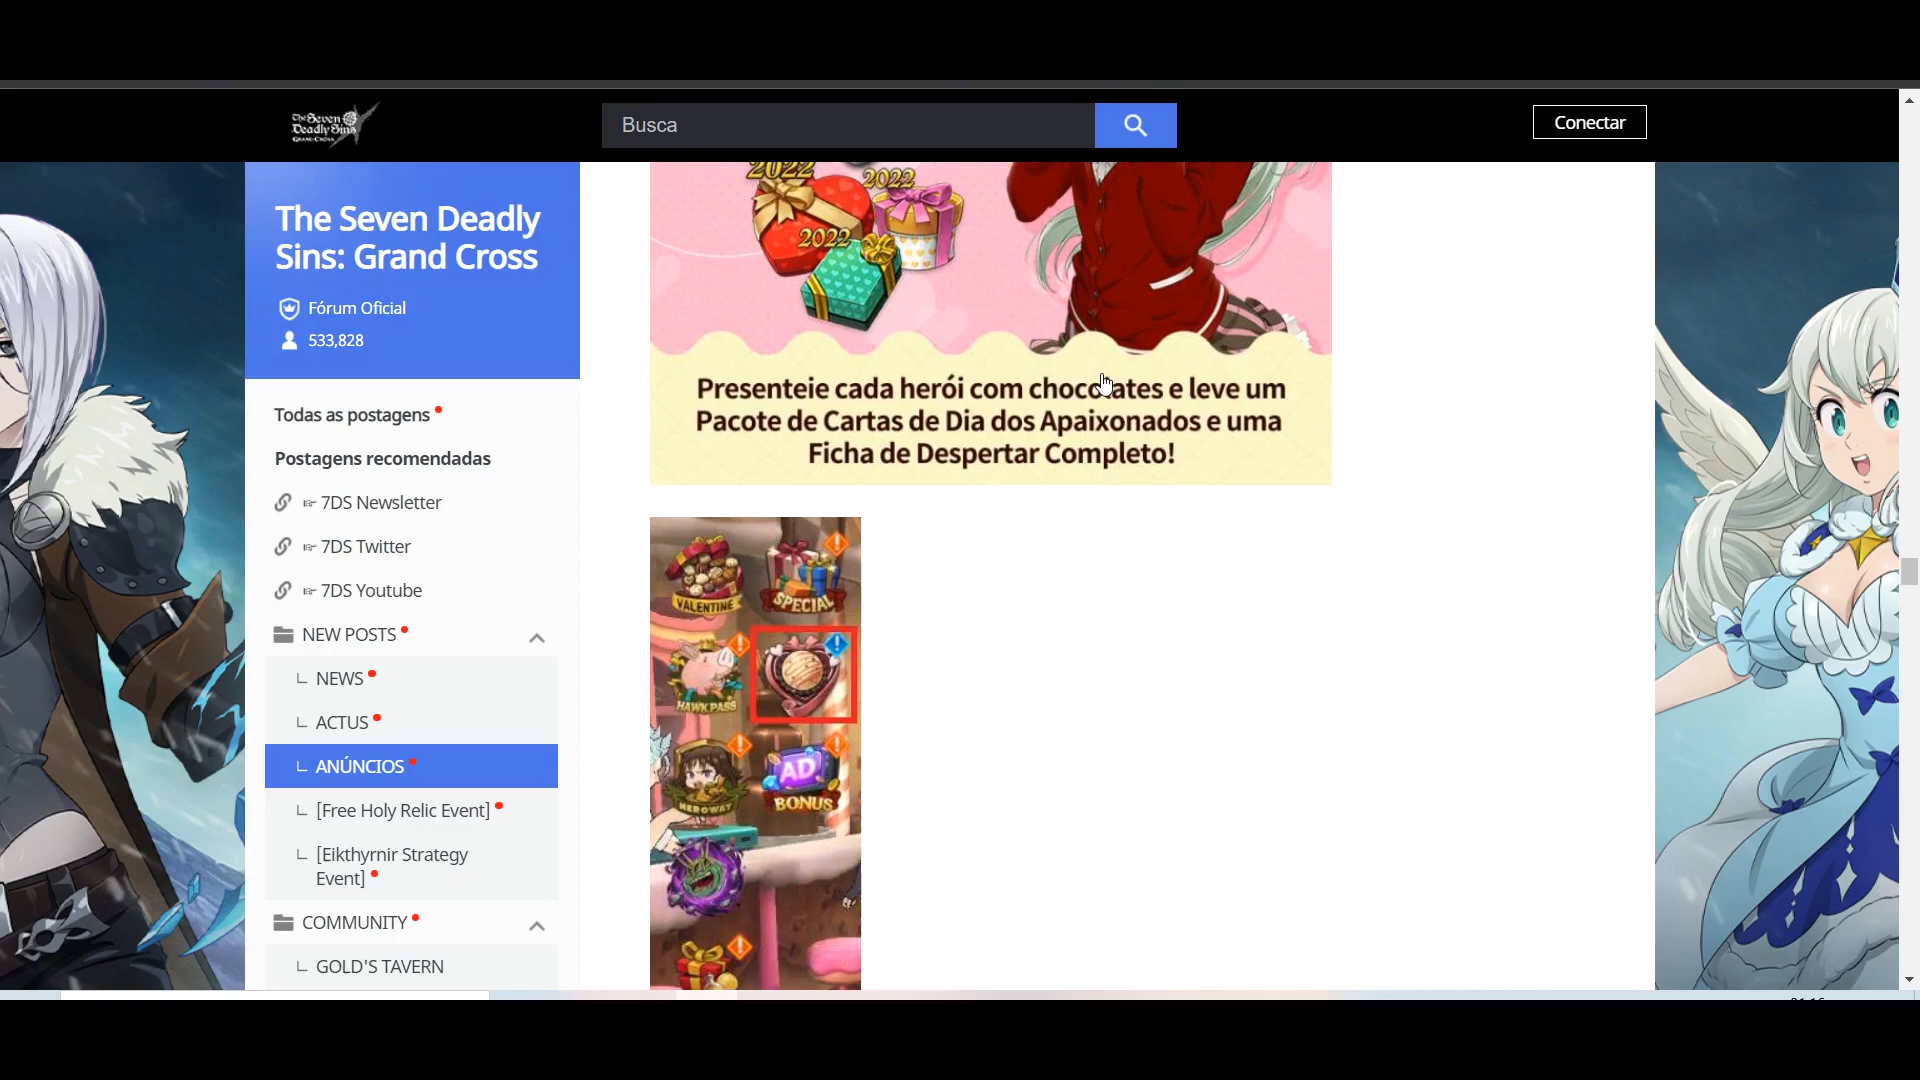 The Seven
Deadly Sins
GRAND CROSS
Busca
Conectar
The Seven Deadly
Sins: Grand Cross
Fórum Oficial
533,828
Todas as postagens
Postagens recomendadas
☞ 7DS Newsletter
☞ 7DS Twitter
☞ 7DS Youtube
NEW POSTS
NEWS
ACTUS
ANÚNCIOS
[Free Holy Relic Event]
[Eikthyrnir Strategy
Event]
COMMUNITY
GOLD'S TAVERN
2022
2022
2022
Presenteie cada herói com chocolates e leve um
Pacote de Cartas de Dia dos Apaixonados e uma
Ficha de Despertar Completo!
VALENTINE
SPECIAL
HAWK PASS
HERO WAY
AD
BONUS